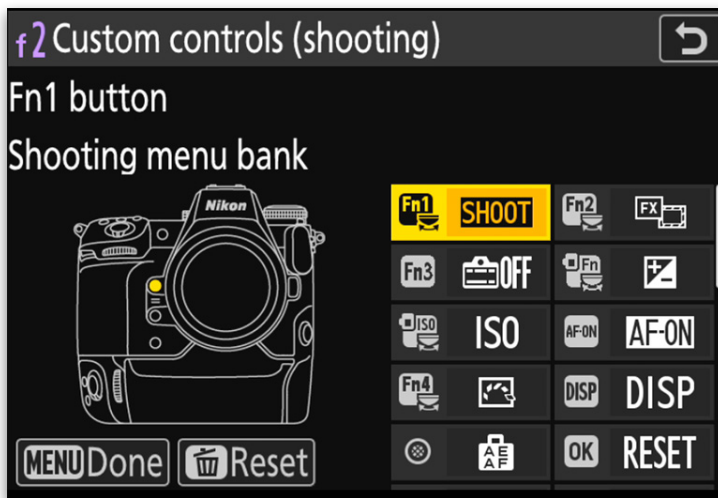 f2 Custom controls (shooting)
Fn1 button
Shooting menu bank
Nikon
Fn1 SHOOT Fn2 FX
Fn3 OFF Fn
ISO ISO AF-ON AF-ON
Fn4 DISP DISP
AE AF OK RESET
MENU Done Reset